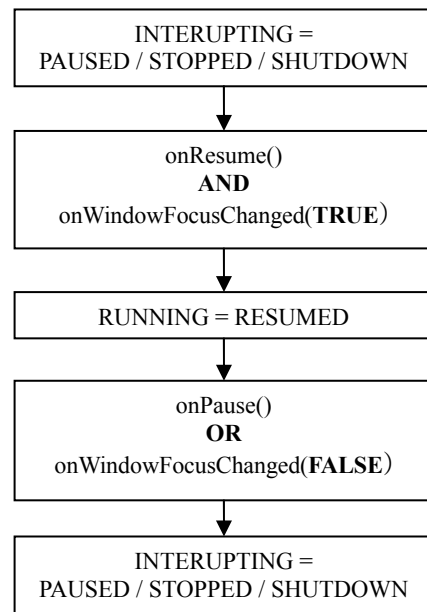 INTERUPTING =
PAUSED / STOPPED / SHUTDOWN
onResume()
AND
onWindowFocusChanged(TRUE)
RUNNING = RESUMED
onPause()
OR
onWindowFocusChanged(FALSE)
INTERUPTING =
PAUSED / STOPPED / SHUTDOWN